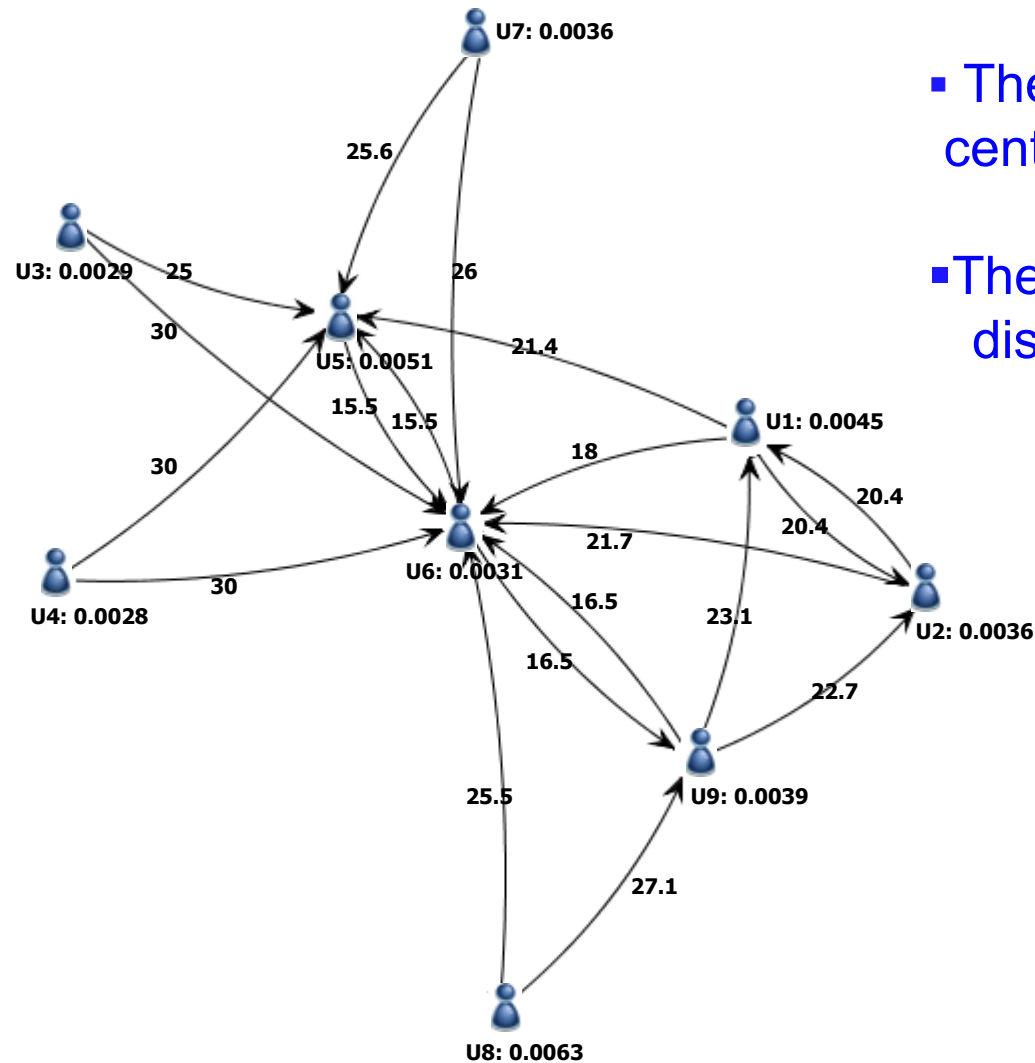 U7: 0.0036
▪ The
cent
25.6
U3: 0.0029
25
26
▪The
dis
30
21.4
U5: 0.0051
15.5
15.5
U1: 0.0045
18
30
20.4
20.4
21.7
U6: 0.0031
30
16.5
U4: 0.0028
23.1
U2: 0.0036
16.5
22.7
25.5
U9: 0.0039
27.1
U8: 0.0063